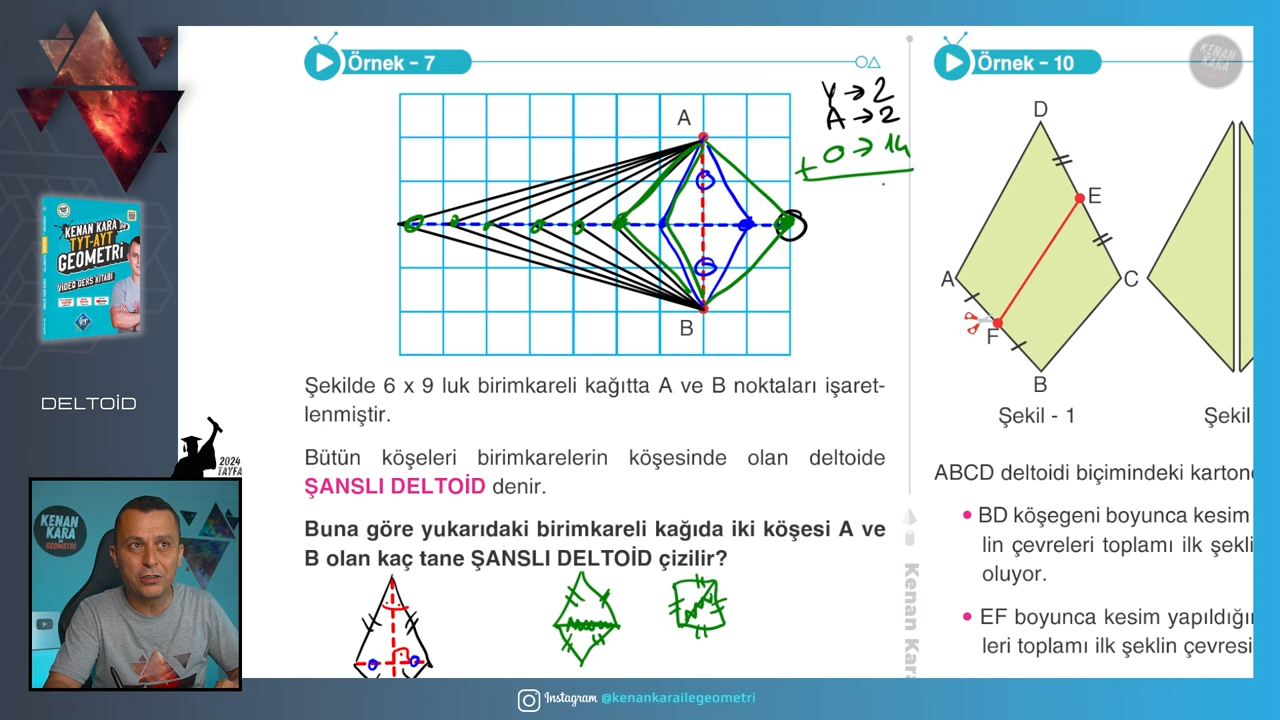 Örnek – 7
A
B
Y → 2
A → 2
+ 0 → 14
Şekilde 6 x 9 luk birimkareli kağıtta A ve B noktaları işaret-
lenmiştir.
Bütün köşeleri birimkarelerin köşesinde olan deltoide
ŞANSLI DELTOİD denir.
Buna göre yukarıdaki birimkareli kağıda iki köşesi A ve
B olan kaç tane ŞANSLI DELTOİD çizilir?
Kenan Kara
Örnek – 10
KENAN
KARA
D
E
A
C
F
B
Şekil - 1
Şekil
ABCD deltoidi biçimindeki karton
• BD köşegeni boyunca kesim
lin çevreleri toplamı ilk şekli
oluyor.
• EF boyunca kesim yapıldığı
leri toplamı ilk şeklin çevresi
KENAN KARA
TYT-AYT
GEOMETRİ
VİDEO DERS KİTABI
DELTOİD
2024
TAYFA
KENAN
KARA
GEOMETRİ
Instagram @kenankarailegeometri